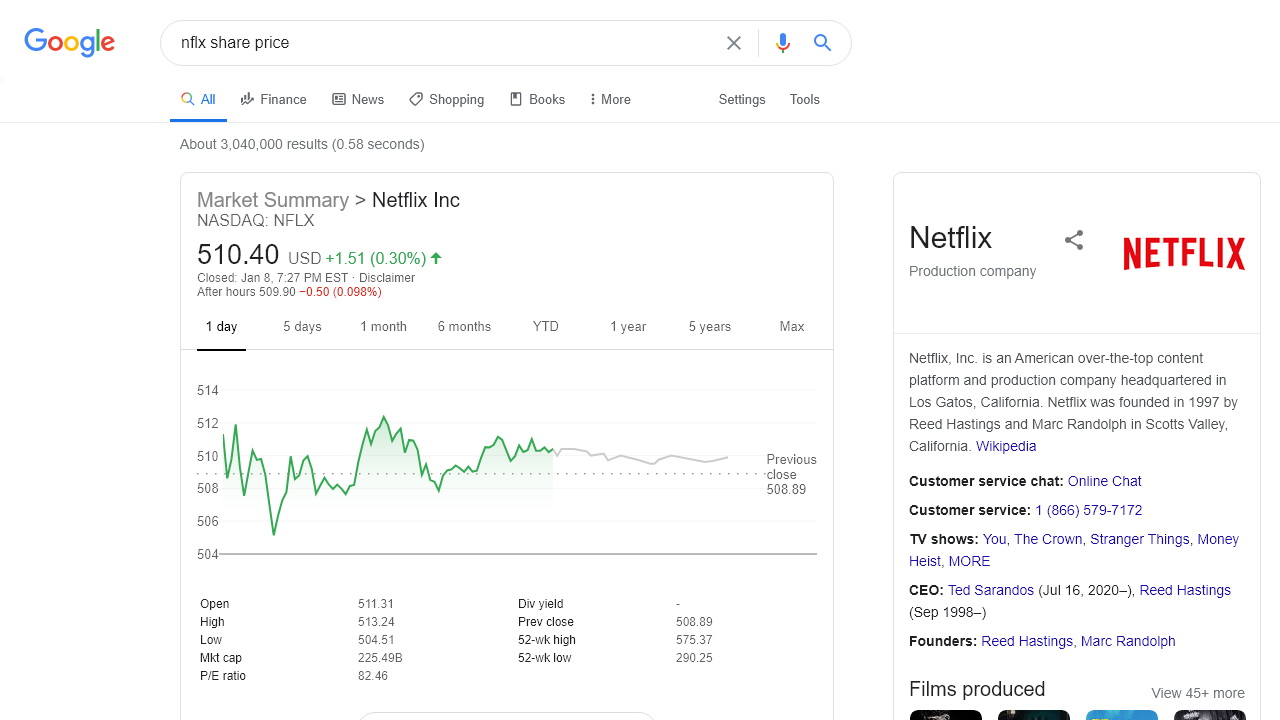 Google
nflx share price
All Finance News Shopping Books More Settings Tools
About 3,040,000 results (0.58 seconds)
Market Summary > Netflix Inc
NASDAQ: NFLX
510.40 USD +1.51 (0.30%)
Closed: Jan 8, 7:27 PM EST · Disclaimer
After hours 509.90 −0.50 (0.098%)
1 day 5 days 1 month 6 months YTD 1 year 5 years Max
514
512
510
508
506
504
Previous
close
508.89
Open 511.31 Div yield -
High 513.24 Prev close 508.89
Low 504.51 52-wk high 575.37
Mkt cap 225.49B 52-wk low 290.25
P/E ratio 82.46
Netflix
Production company
NETFLIX
Netflix, Inc. is an American over-the-top content
platform and production company headquartered in
Los Gatos, California. Netflix was founded in 1997 by
Reed Hastings and Marc Randolph in Scotts Valley,
California. Wikipedia
Customer service chat: Online Chat
Customer service: 1 (866) 579-7172
TV shows: You, The Crown, Stranger Things, Money
Heist, MORE
CEO: Ted Sarandos (Jul 16, 2020–), Reed Hastings
(Sep 1998–)
Founders: Reed Hastings, Marc Randolph
Films produced
View 45+ more